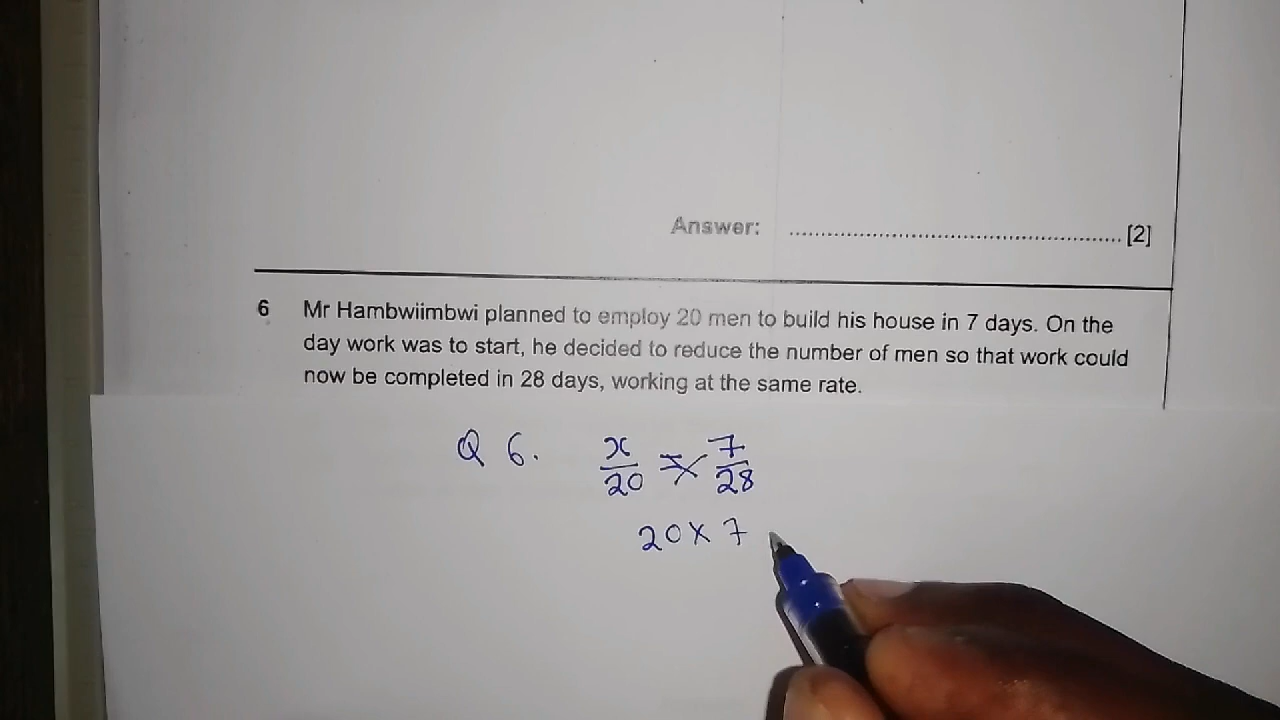 Answer: ........................................................ [2]
6 Mr Hambwiimbwi planned to employ 20 men to build his house in 7 days. On the
day work was to start, he decided to reduce the number of men so that work could
now be completed in 28 days, working at the same rate.
Q 6. x/20 = 7/28
20 x 7